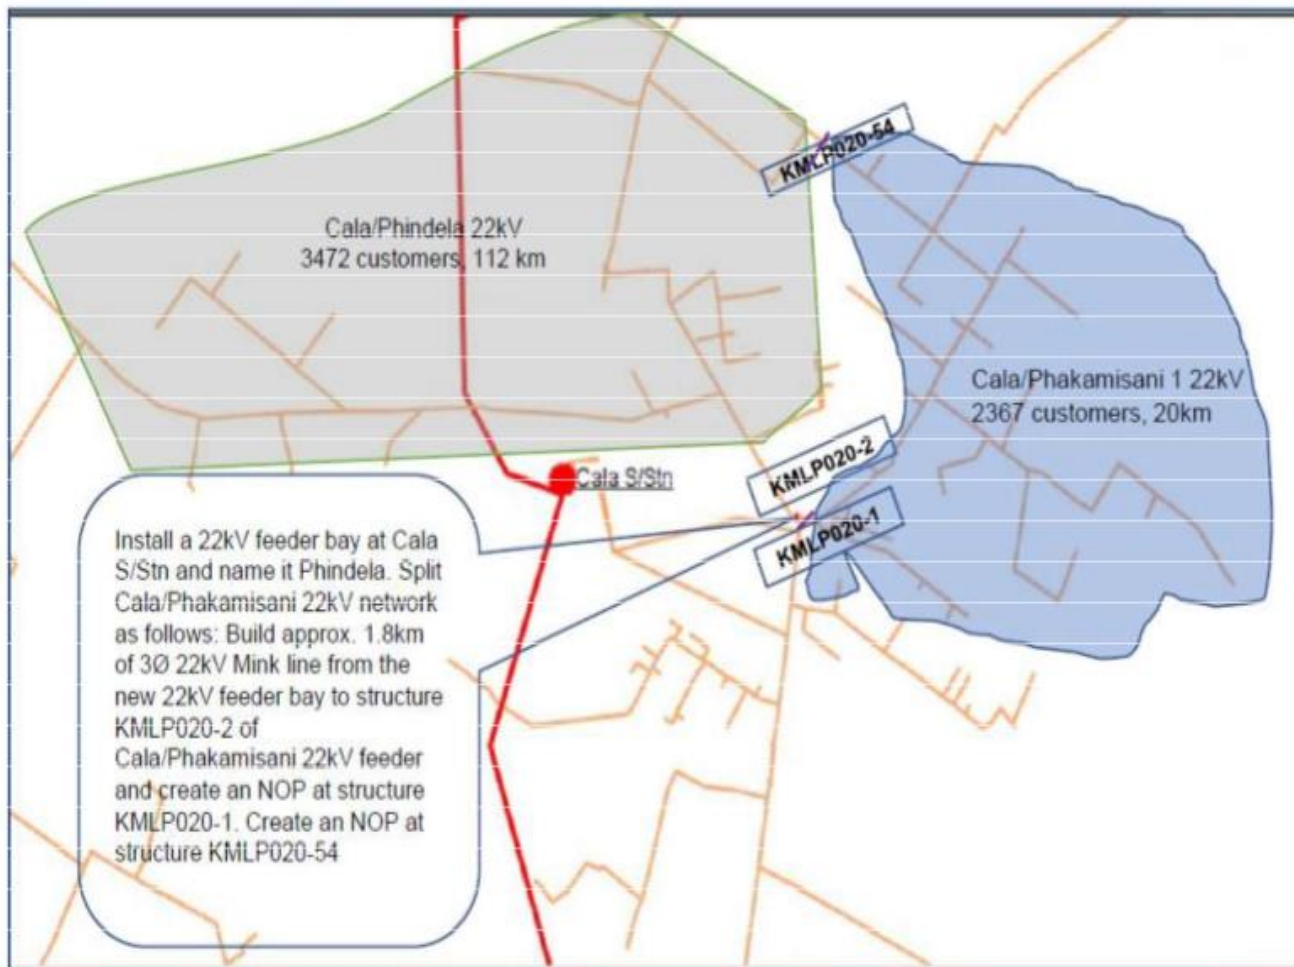 KMLP020-54
Cala/Phindela 22kV
3472 customers, 112 km
Cala/Phakamisani 1 22kV
2367 customers, 20km
KMLP020-2
Cala S/Stn
KMLP020-1
Install a 22kV feeder bay at Cala
S/Stn and name it Phindela. Split
Cala/Phakamisani 22kV network
as follows: Build approx. 1.8km
of 3Ø 22kV Mink line from the
new 22kV feeder bay to structure
KMLP020-2 of
Cala/Phakamisani 22kV feeder
and create an NOP at structure
KMLP020-1. Create an NOP at
structure KMLP020-54